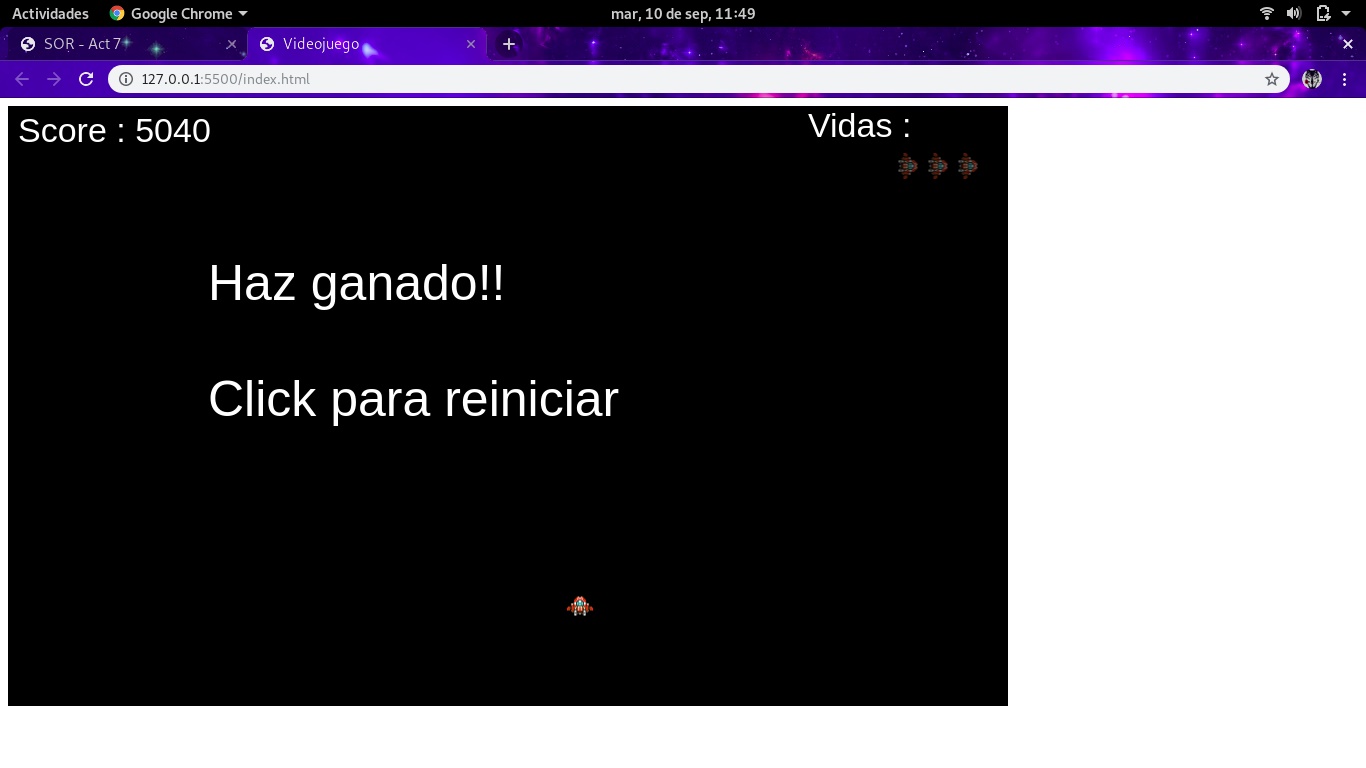 Actividades Google Chrome mar, 10 de sep, 11:49
SOR - Act 7 Videojuego
127.0.0.1:5500/index.html
Score : 5040 Vidas :
Haz ganado!!
Click para reiniciar